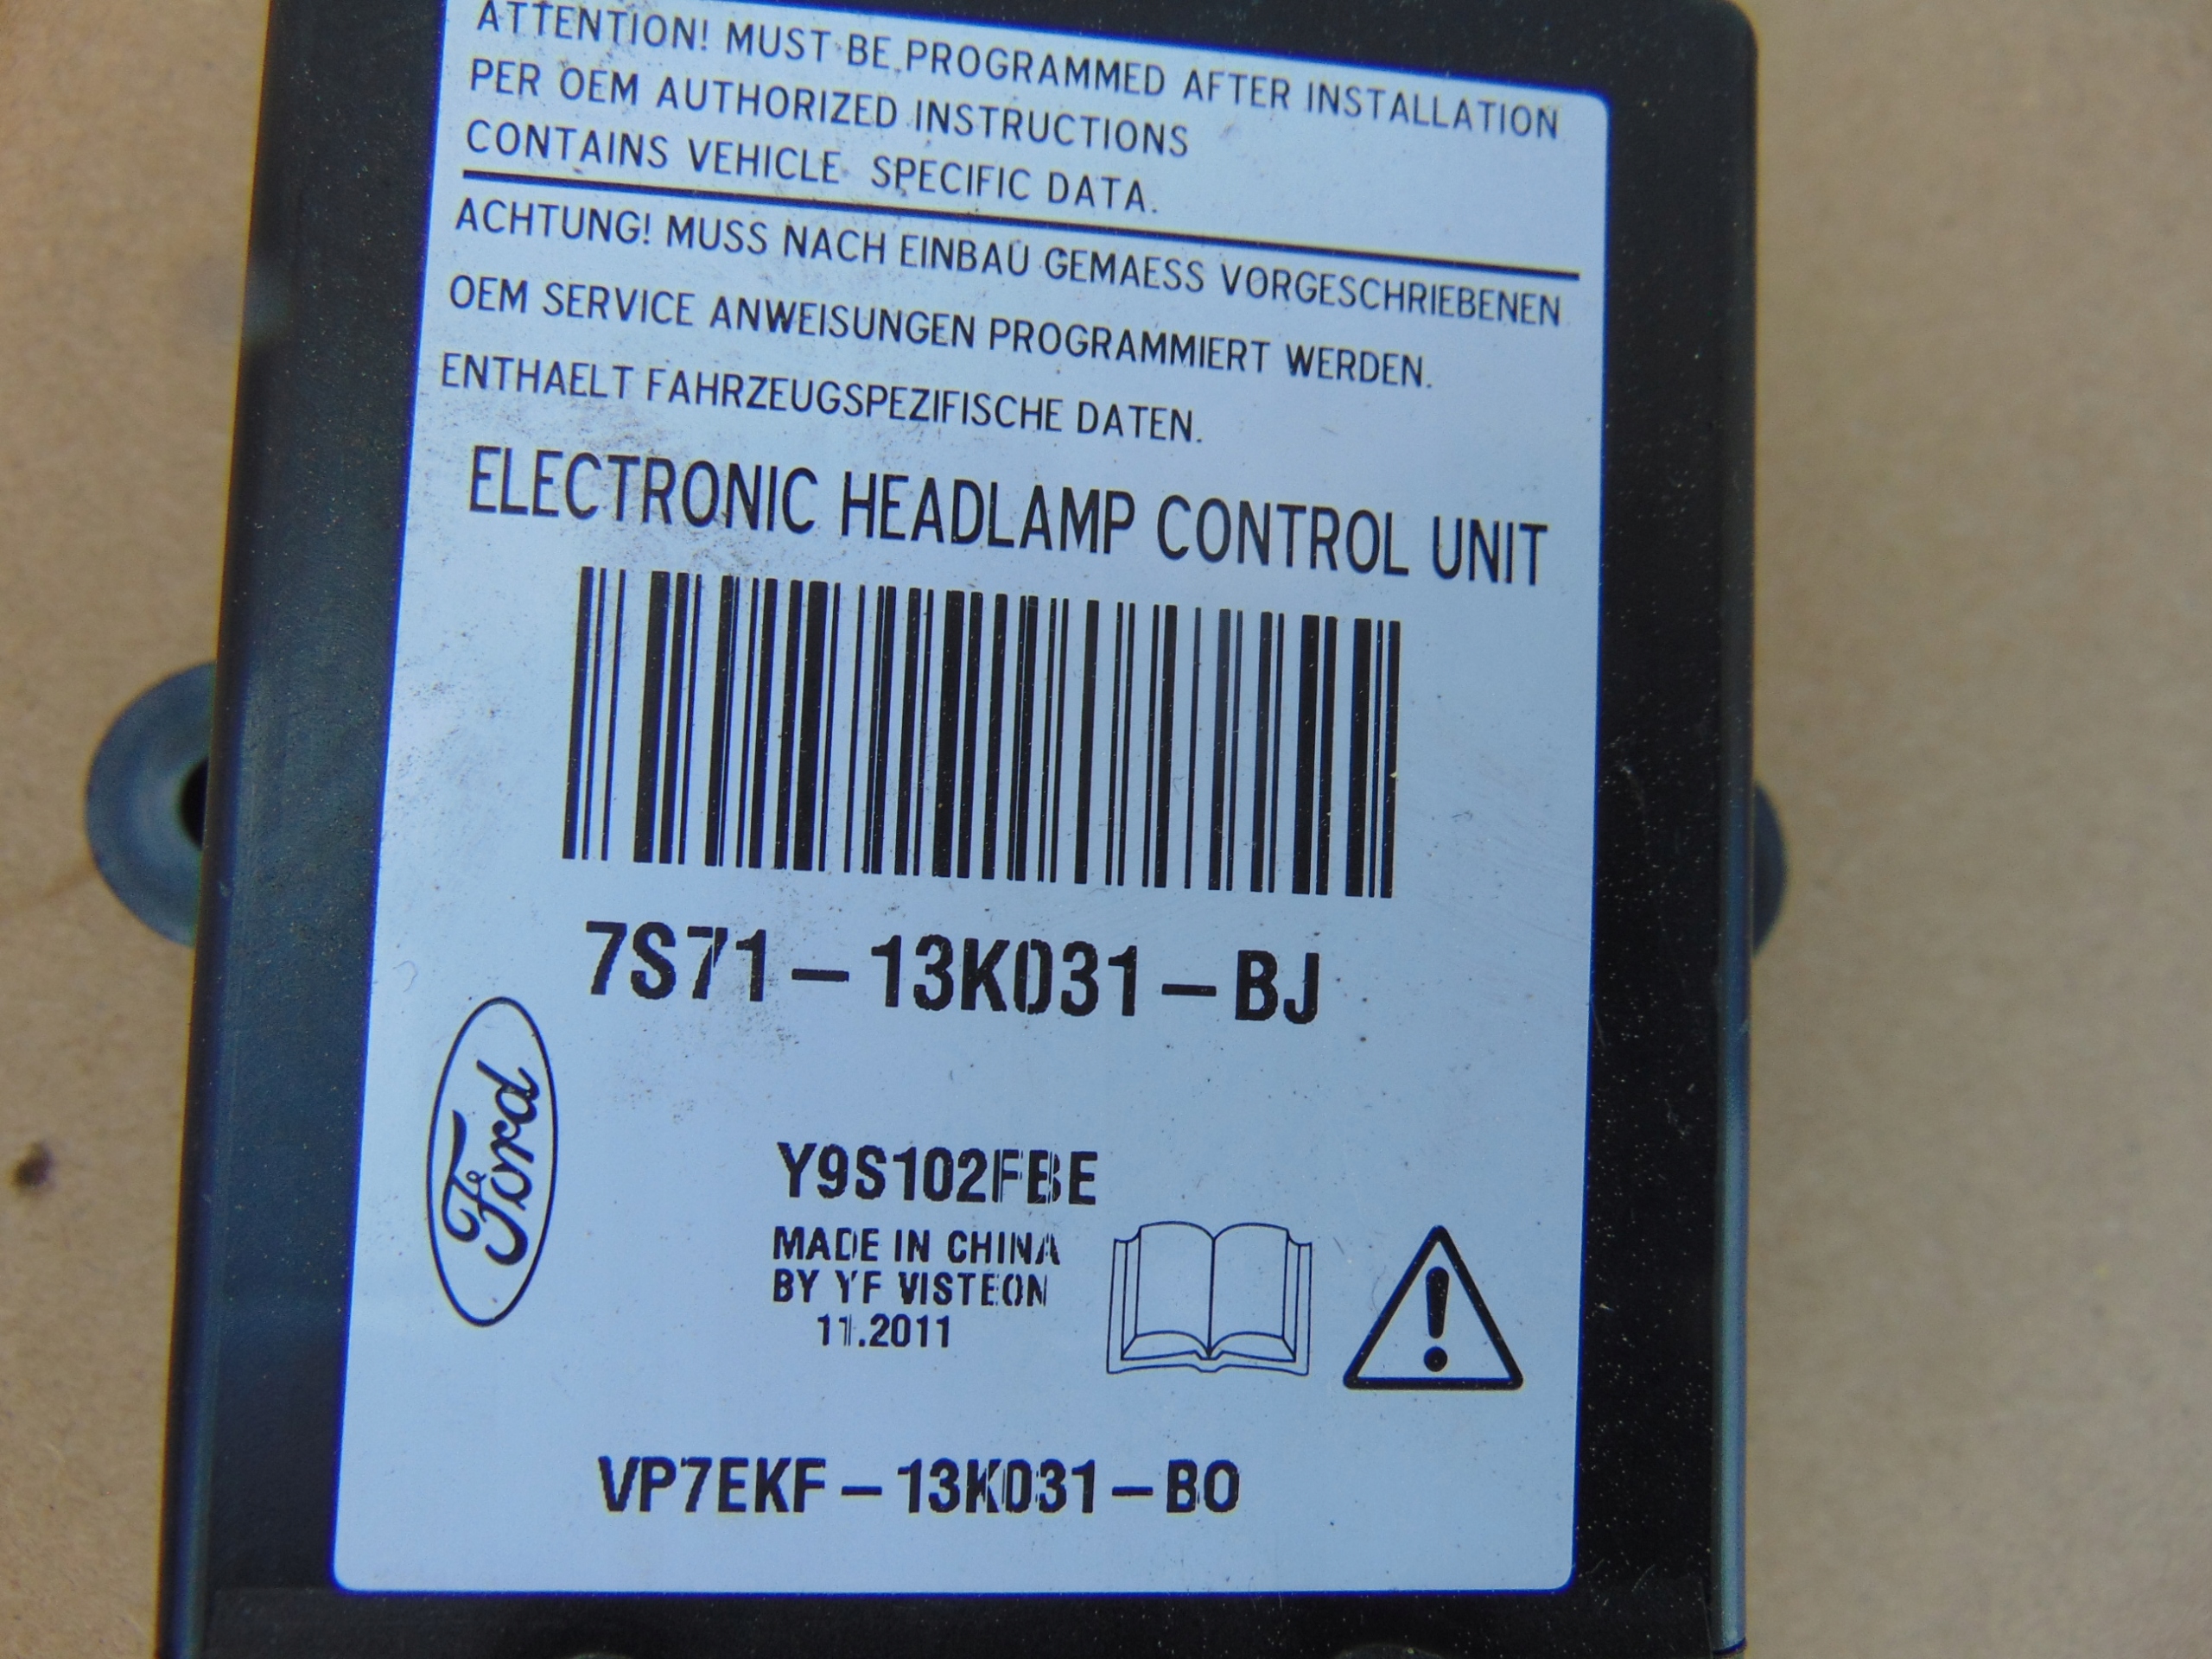 ATTENTION! MUST BE PROGRAMMED AFTER INSTALLATION
PER OEM AUTHORIZED INSTRUCTIONS
CONTAINS VEHICLE SPECIFIC DATA.
ACHTUNG! MUSS NACH EINBAU GEMAESS VORGESCHRIEBENEN
OEM SERVICE ANWEISUNGEN PROGRAMMIERT WERDEN.
ENTHAELT FAHRZEUGSPEZIFISCHE DATEN.
ELECTRONIC HEADLAMP CONTROL UNIT
7S71-13K031-BJ
Ford
Y9S102FBE
MADE IN CHINA
BY YF VISTEON
11.2011
VP7EKF-13K031-BO